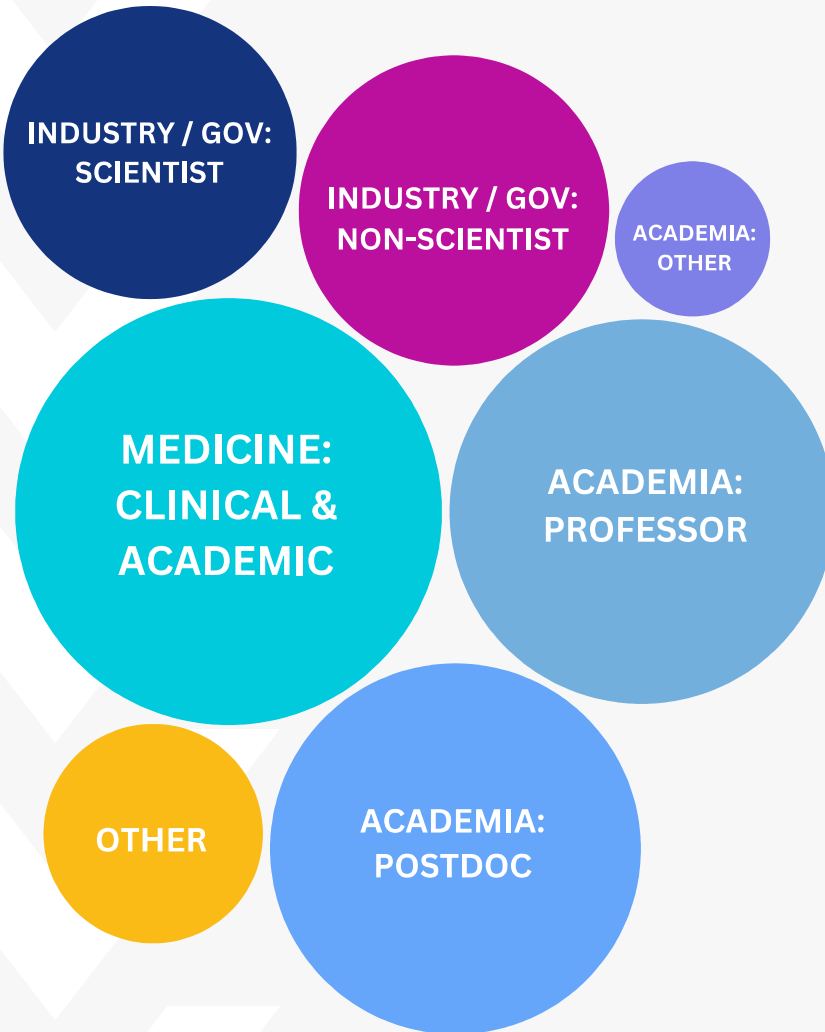 INDUSTRY / GOV:
SCIENTIST
INDUSTRY / GOV:
NON-SCIENTIST
ACADEMIA:
OTHER
MEDICINE:
CLINICAL &
ACADEMIC
ACADEMIA:
PROFESSOR
OTHER
ACADEMIA:
POSTDOC